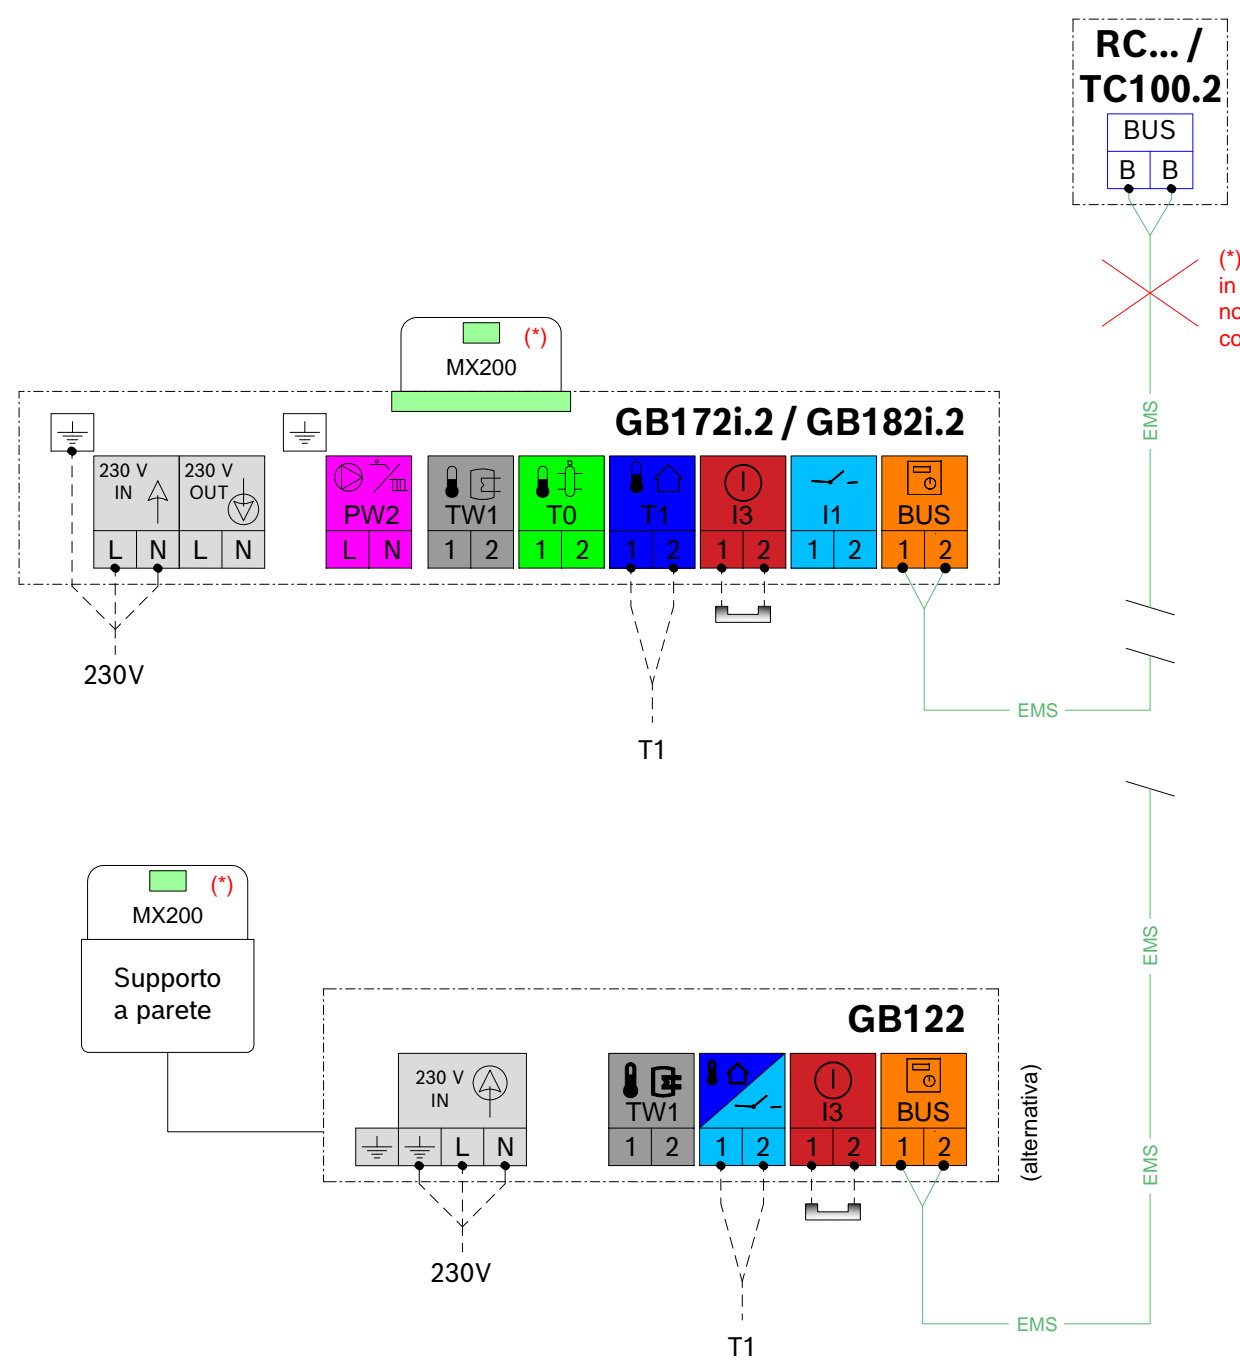 RC... /
TC100.2
BUS
B B
(*)
in
no
co
EMS
MX200 (*)
GB172i.2 / GB182i.2
230 V
IN
230 V
OUT
L N L N
PW2
L N
TW1
1 2
T0
1 2
T1
1 2
I3
1 2
I1
1 2
BUS
1 2
230V
T1
EMS
MX200 (*)
Supporto
a parete
GB122
(alternativa)
230 V
IN
L N
TW1
1 2
1 2
I3
1 2
BUS
1 2
230V
T1
EMS
EMS
EMS